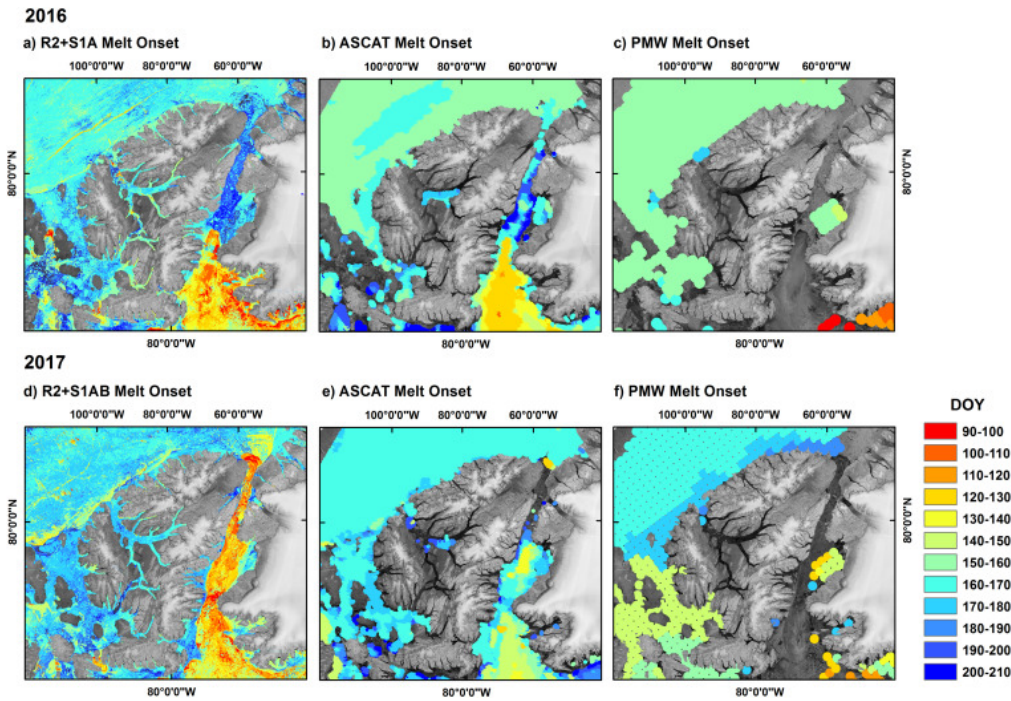 2016
a) R2+S1A Melt Onset
b) ASCAT Melt Onset
c) PMW Melt Onset
100°0'0"W 80°0'0"W 60°0'0"W
100°0'0"W 80°0'0"W 60°0'0"W
100°0'0"W 80°0'0"W 60°0'0"W
80°0'0"N
80°0'0"N
80°0'0"W
80°0'0"W
80°0'0"W
2017
d) R2+S1AB Melt Onset
e) ASCAT Melt Onset
f) PMW Melt Onset
100°0'0"W 80°0'0"W 60°0'0"W
100°0'0"W 80°0'0"W 60°0'0"W
100°0'0"W 80°0'0"W 60°0'0"W
80°0'0"N
80°0'0"N
80°0'0"W
80°0'0"W
80°0'0"W
DOY
90-100
100-110
110-120
120-130
130-140
140-150
150-160
160-170
170-180
180-190
190-200
200-210